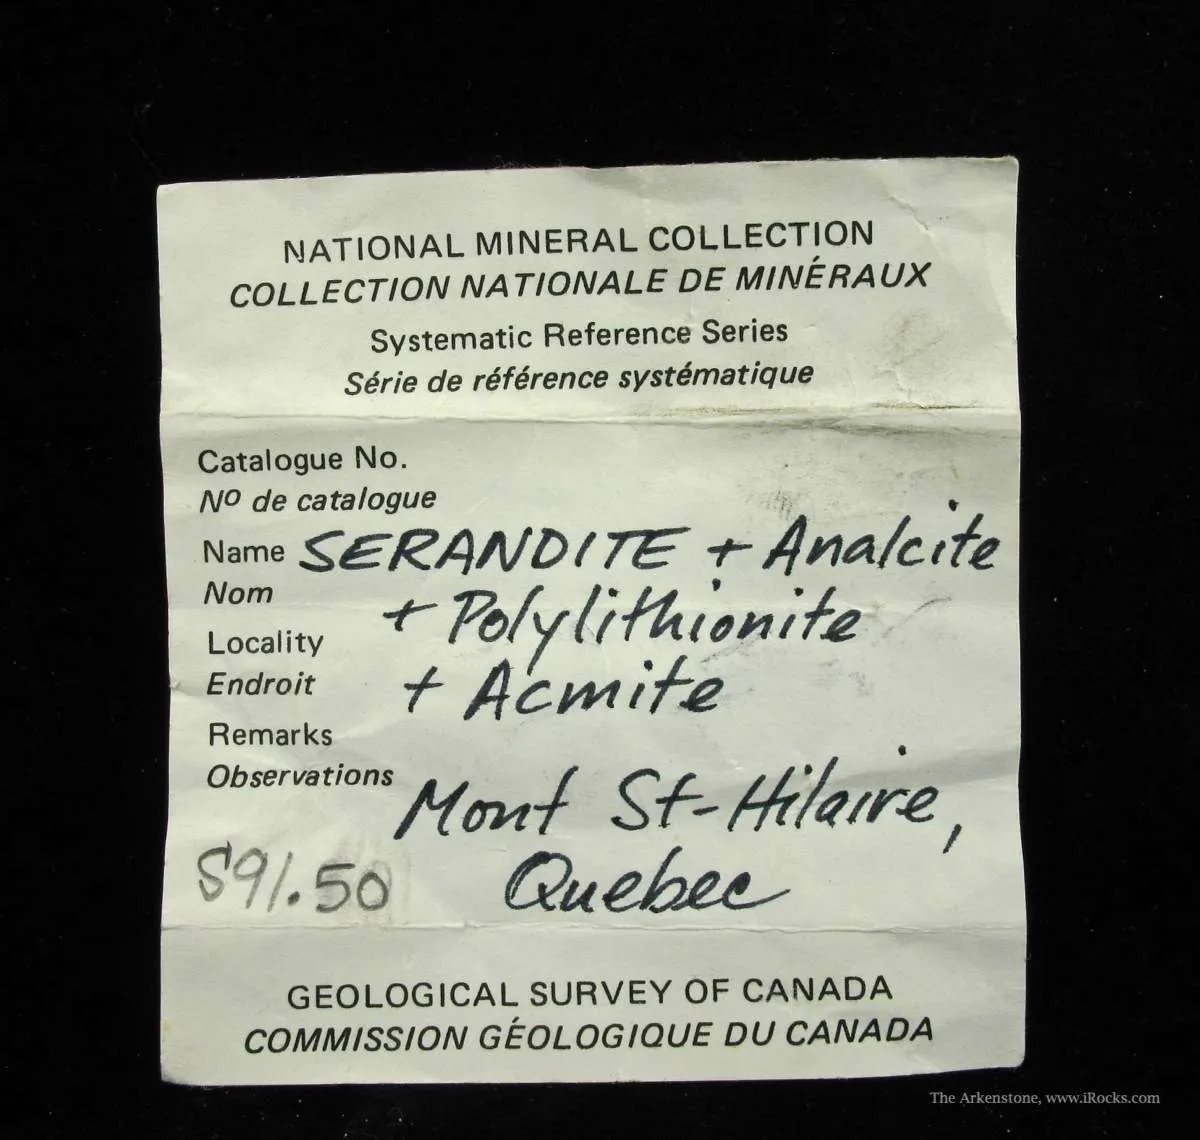 NATIONAL MINERAL COLLECTION
COLLECTION NATIONALE DE MINÉRAUX
Systematic Reference Series
Série de référence systématique
Catalogue No.
Nº de catalogue
Name SERANDITE + Analcite
Nom + Polylithionite
Locality
Endroit + Acmite
Remarks
Observations
Mont St-Hilaire,
S91.50 Quebec
GEOLOGICAL SURVEY OF CANADA
COMMISSION GÉOLOGIQUE DU CANADA
The Arkenstone, www.iRocks.com